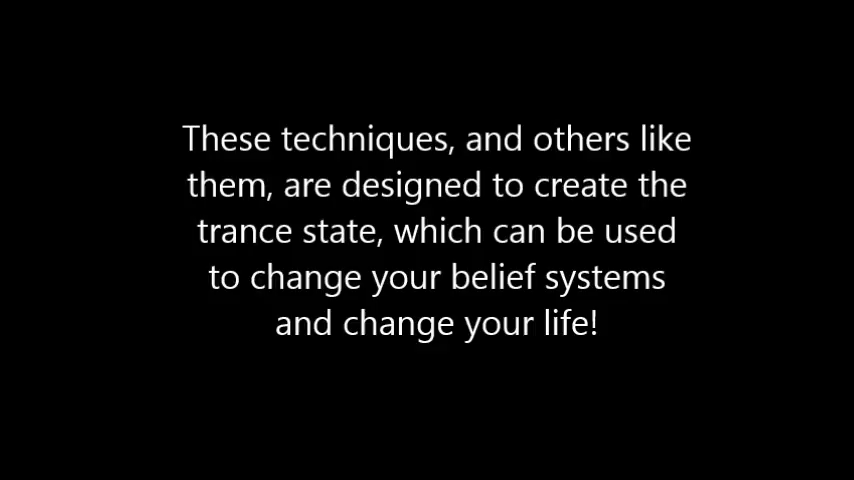 These techniques, and others like
them, are designed to create the
trance state, which can be used
to change your belief systems
and change your life!